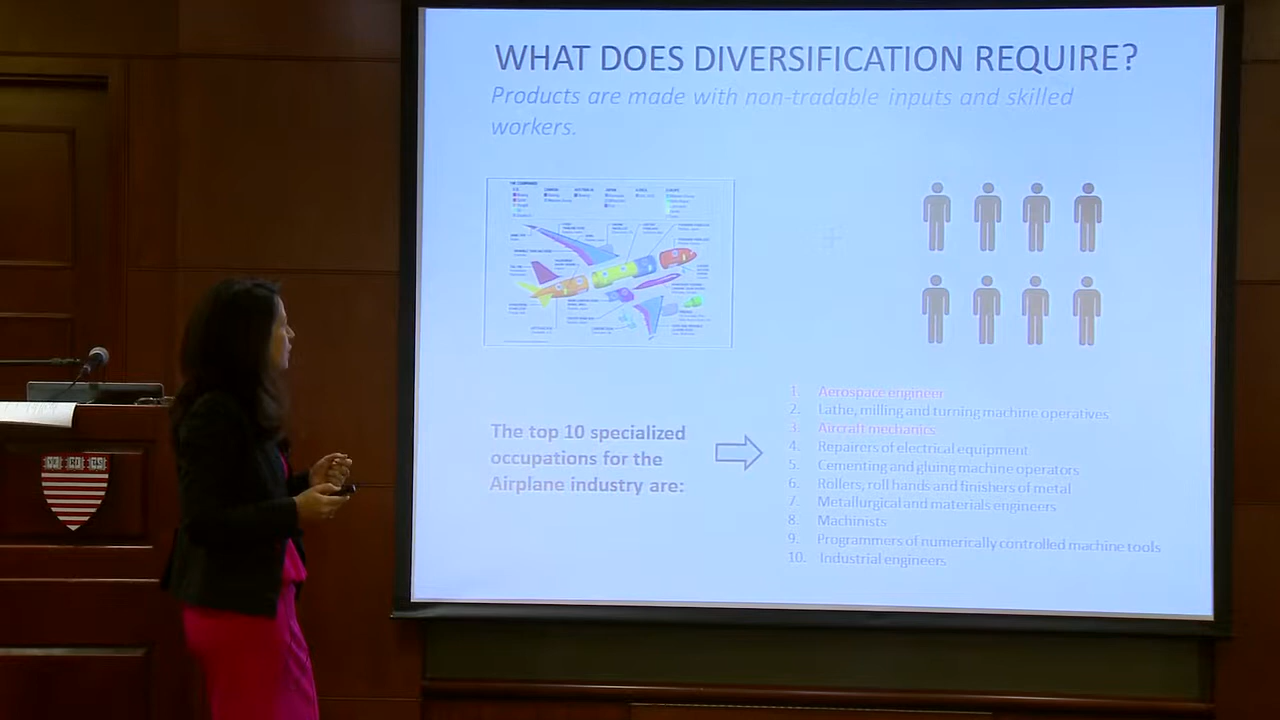 WHAT DOES DIVERSIFICATION REQUIRE?
Products are made with non-tradable inputs and skilled
workers.
The top 10 specialized
occupations for the
Airplane industry are:
1. Aerospace engineer
2. Lathe, milling and turning machine operatives
3. Aircraft mechanics
4. Repairers of electrical equipment
5. Cementing and gluing machine operators
6. Rollers, roll hands and finishers of metal
7. Metallurgical and materials engineers
8. Machinists
9. Programmers of numerically controlled machine tools
10. Industrial engineers